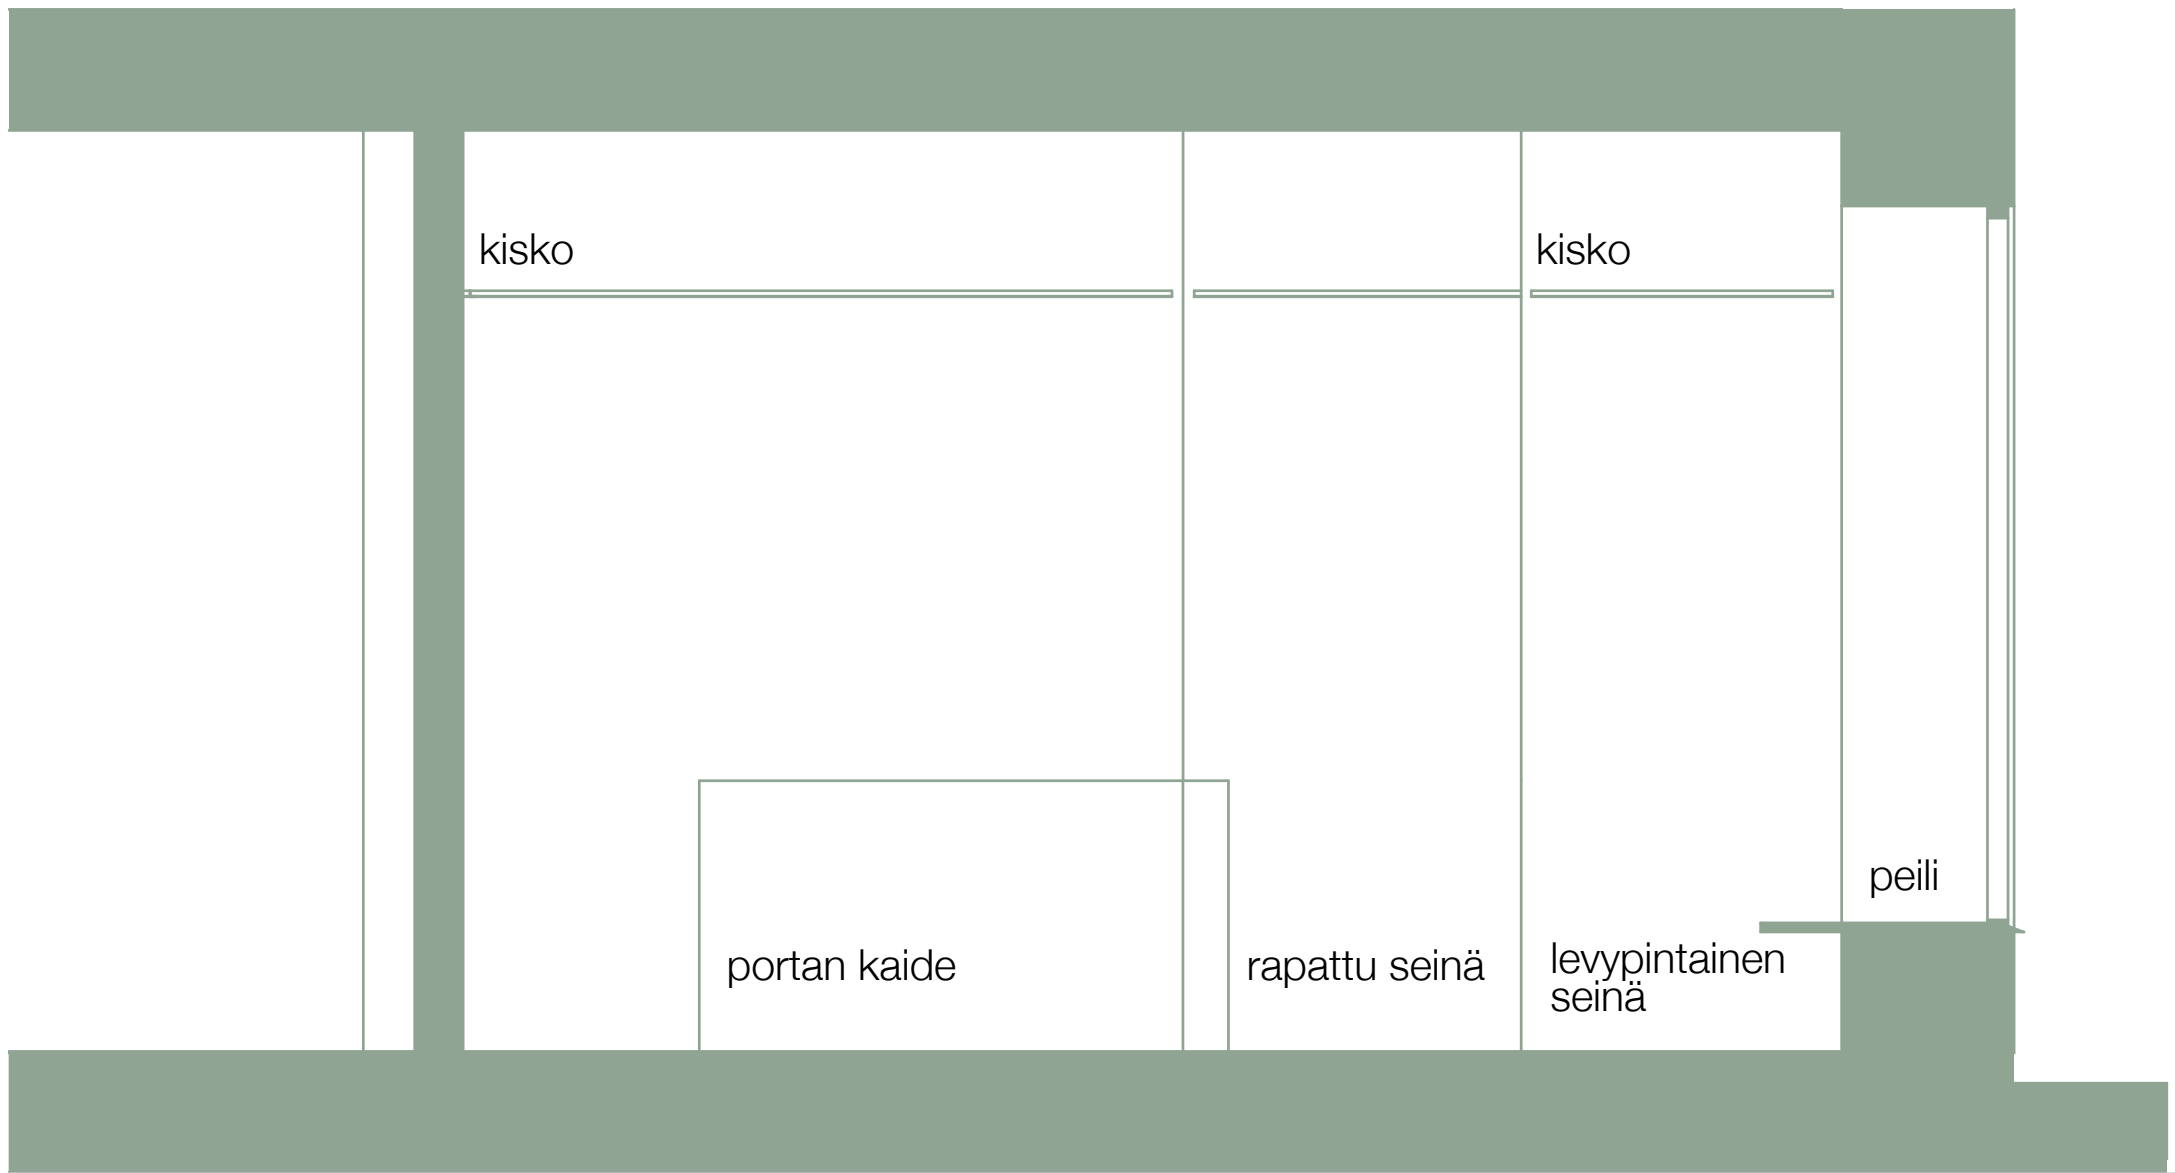 kisko
kisko
peili
portan kaide
rapattu seinä
levypintainen
seinä